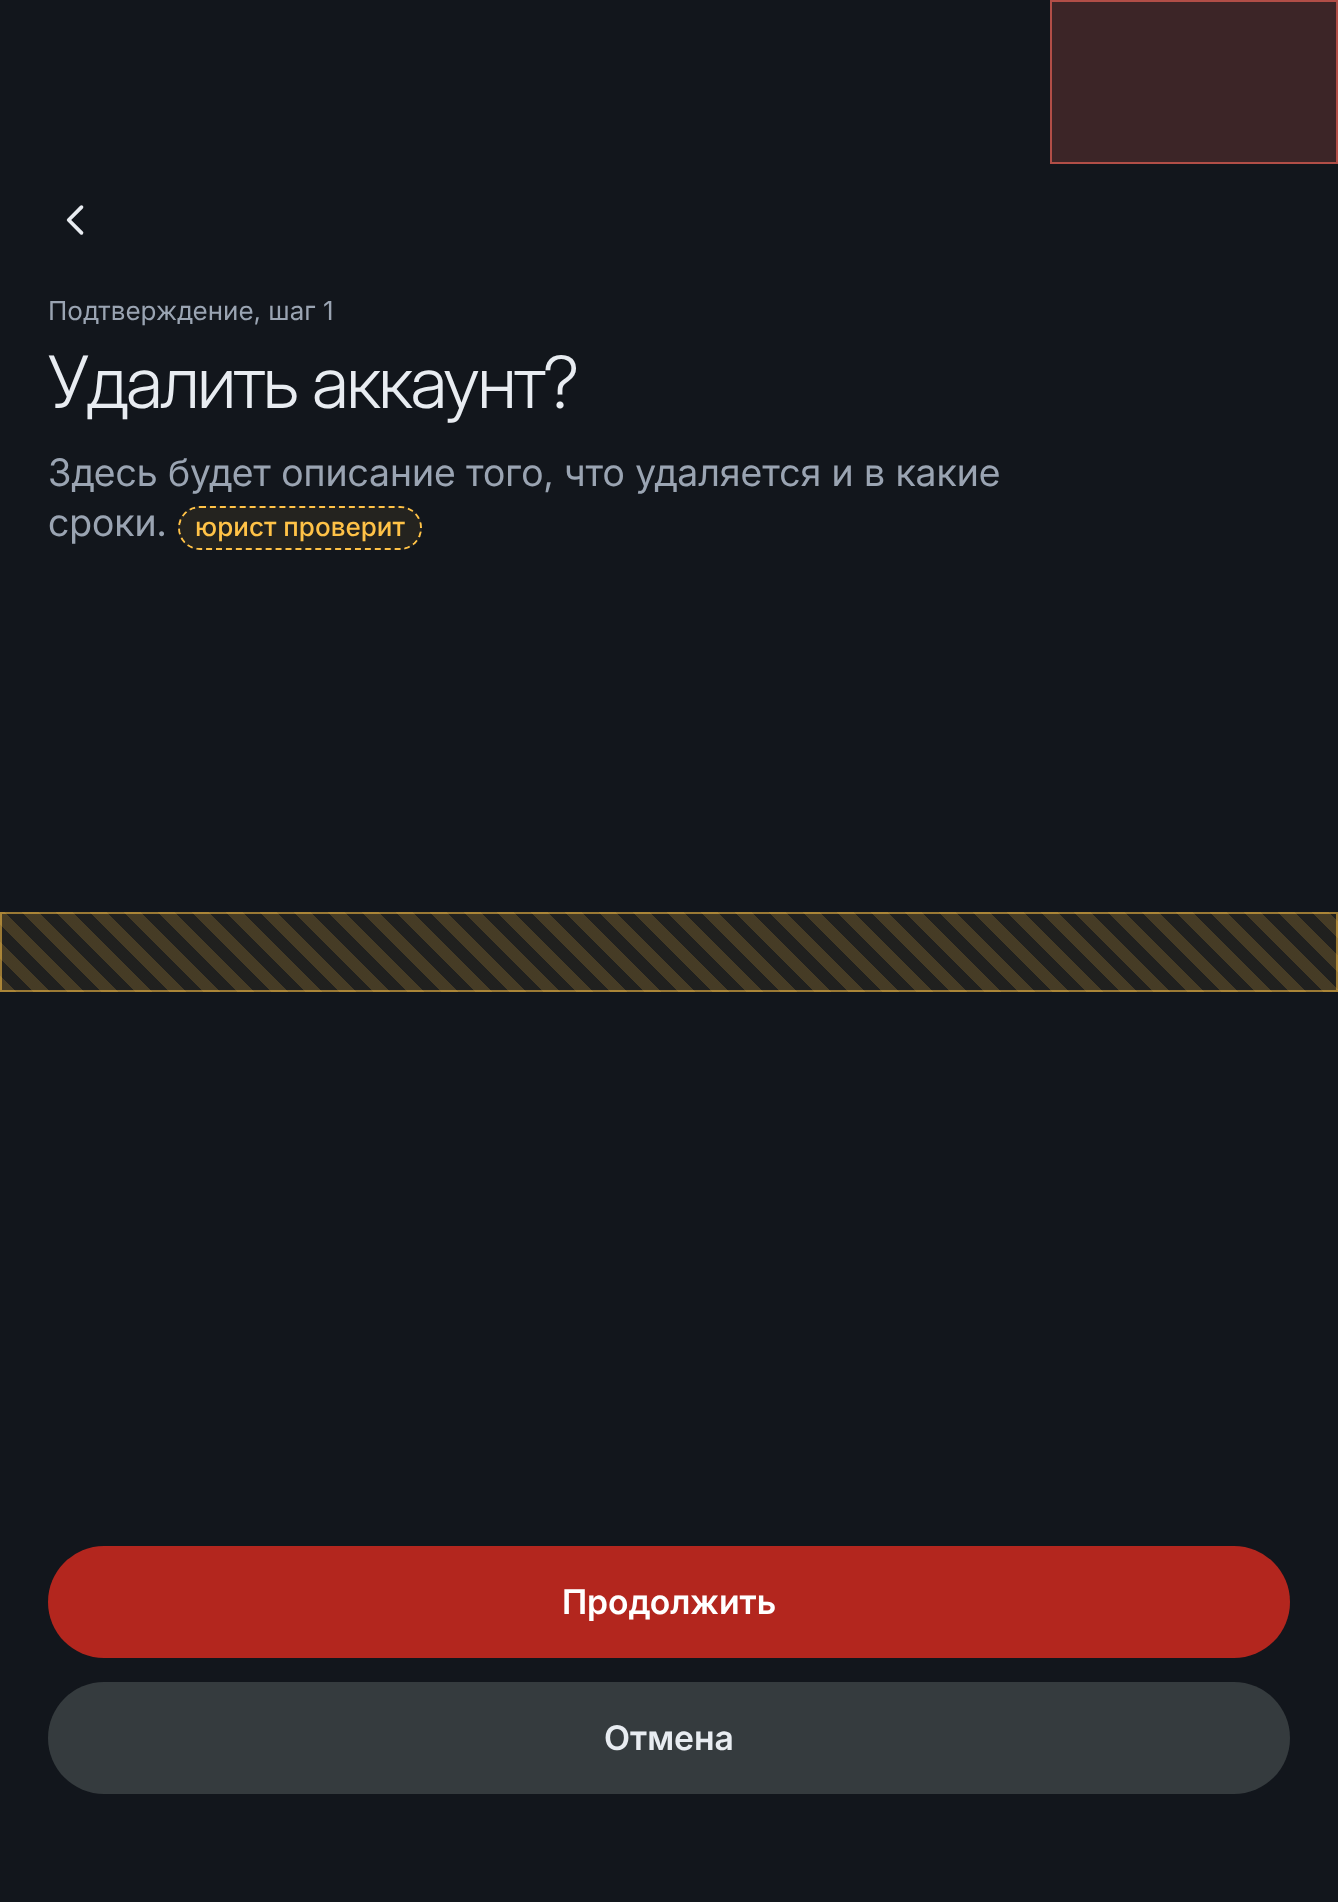 Подтверждение, шаг 1
Удалить аккаунт?
Здесь будет описание того, что удаляется и в какие
сроки. юрист проверит
Продолжить
Отмена